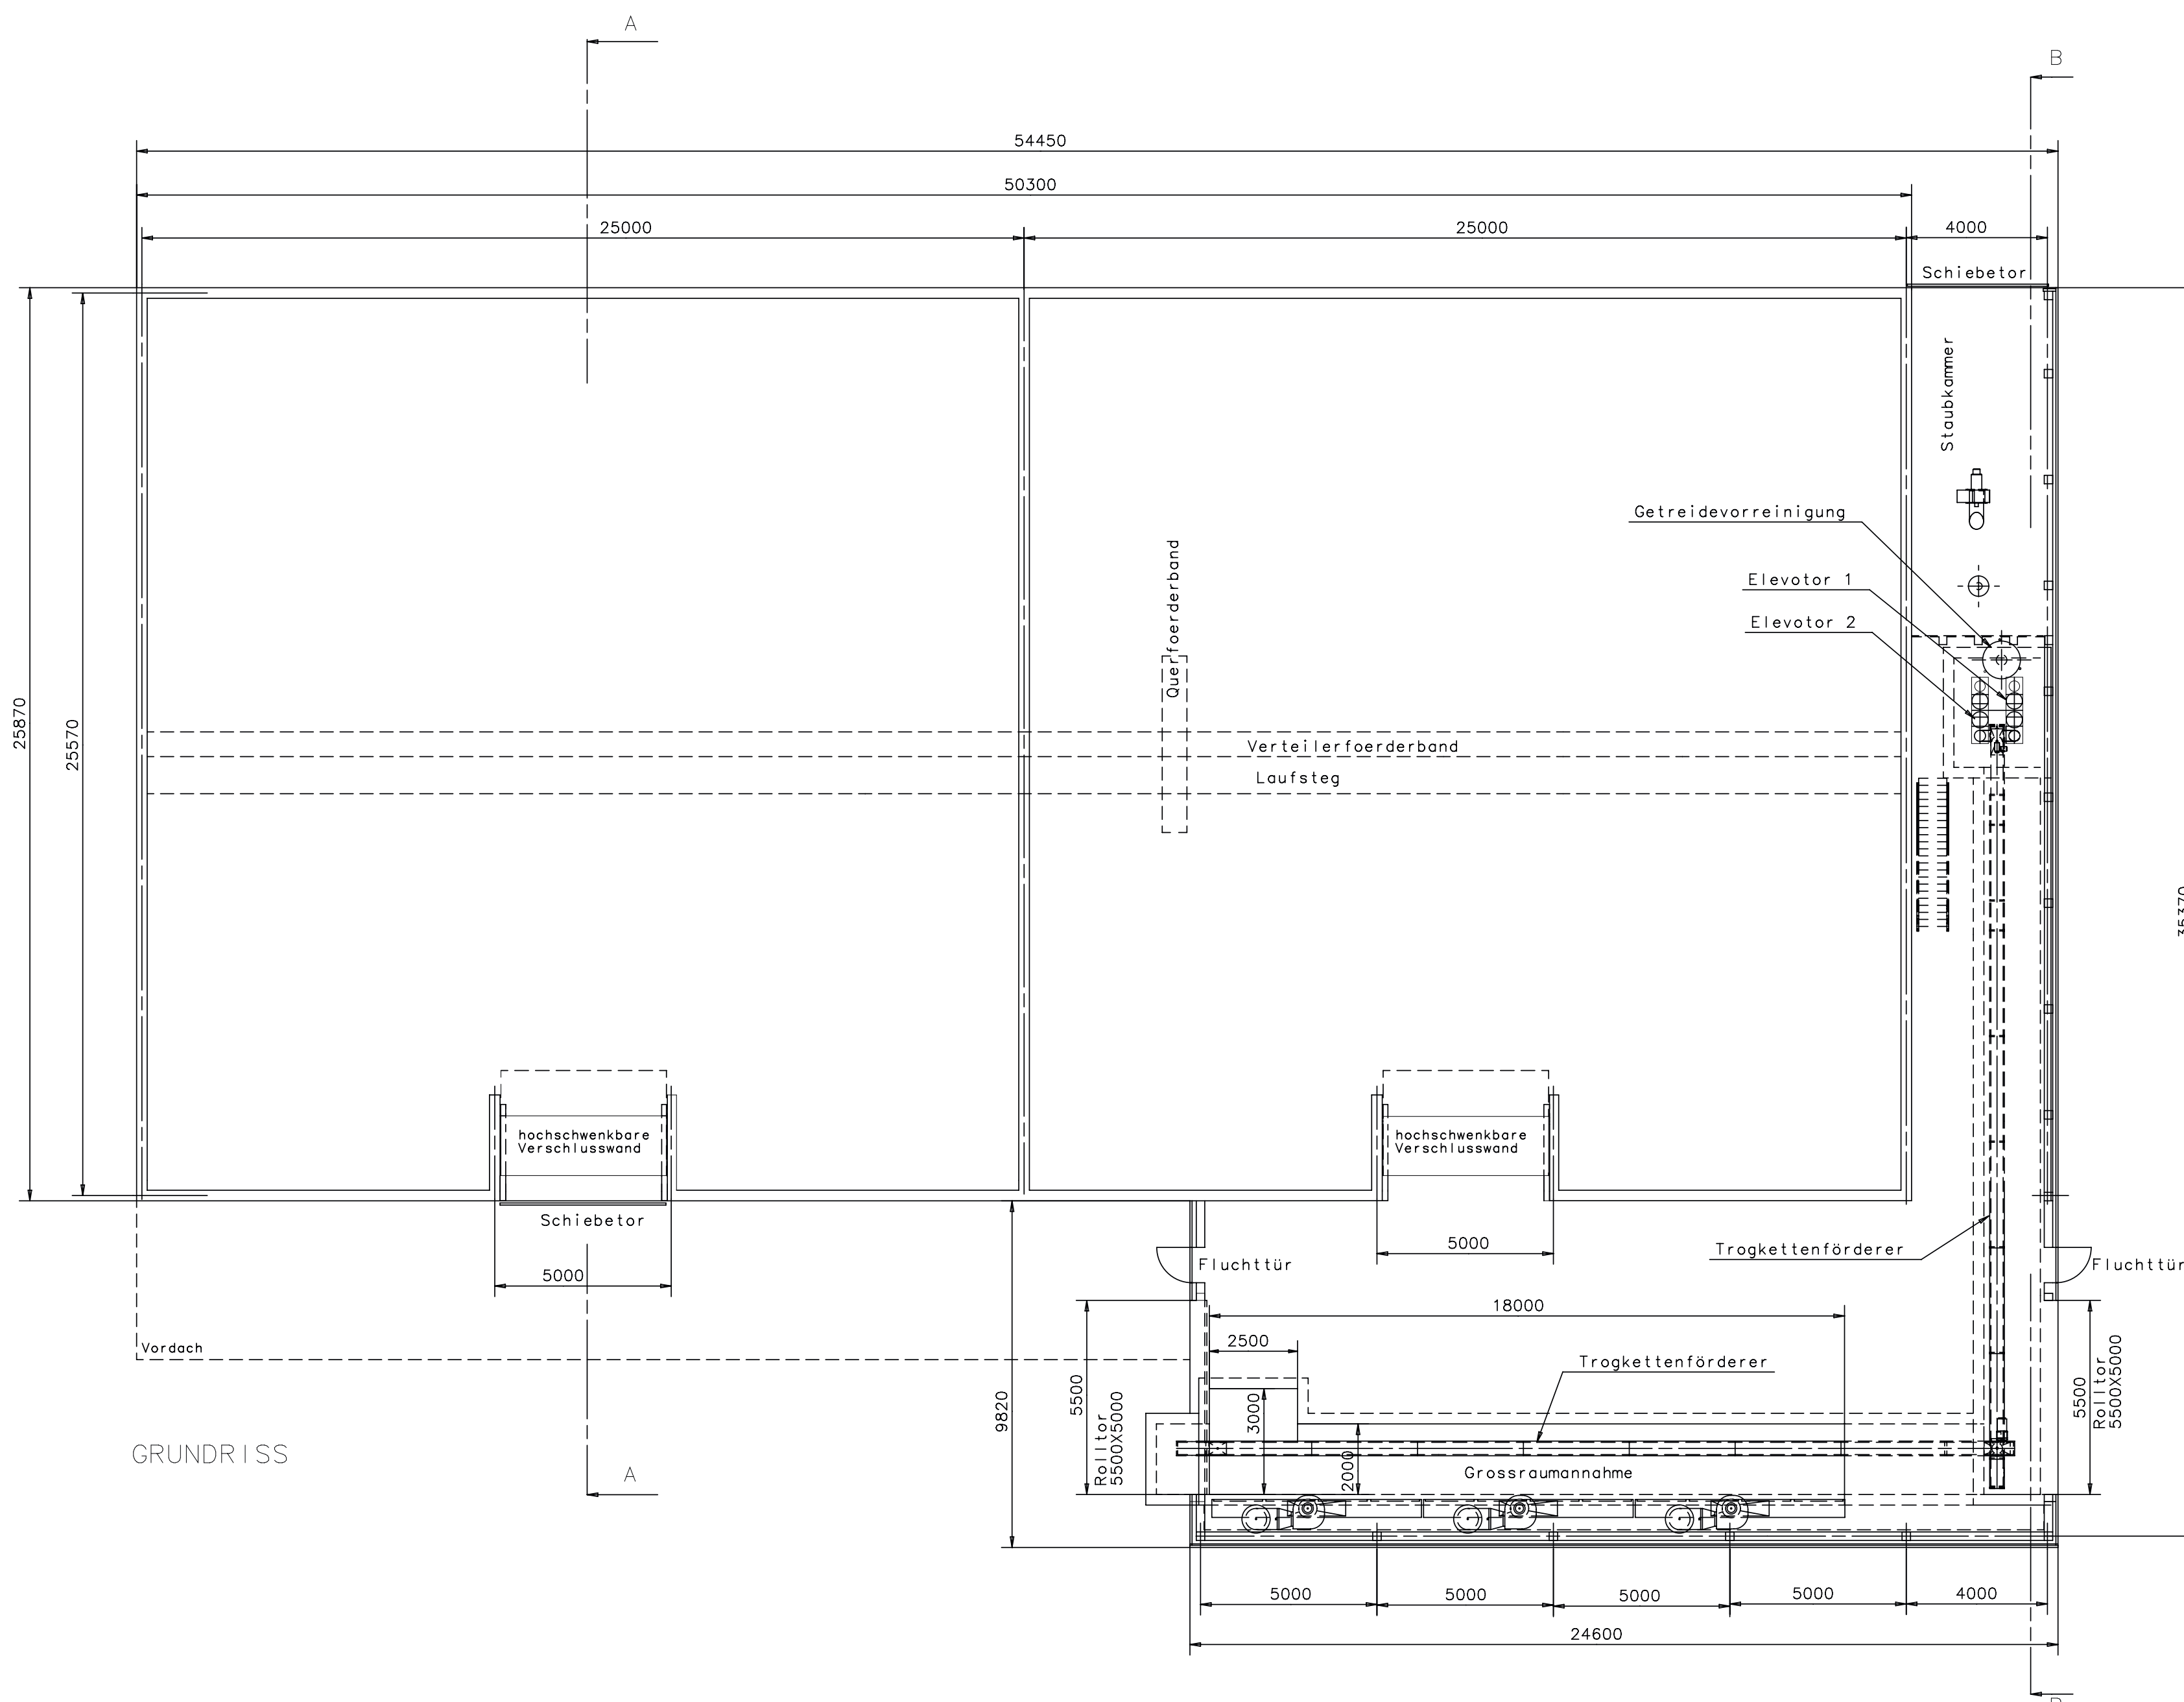 A
B
54450
50300
25000
25000
4000
Schiebetor
Staubkammer
Getreidevorreinigung
Elevotor 1
Elevotor 2
Querfoerderband
25870
25570
Verteilerfoerderband
Laufsteg
35370
hochschwenkbare
Verschlusswand
hochschwenkbare
Verschlusswand
Schiebetor
5000
5000
Fluchttür
Trogkettenförderer
Fluchttür
18000
2500
Vordach
Trogkettenförderer
5500
Rolltor
5500X5000
9820
3000
2000
5500
Rolltor
5500X5000
GRUNDRISS
A
Grossraumannahme
5000
5000
5000
5000
4000
24600
B